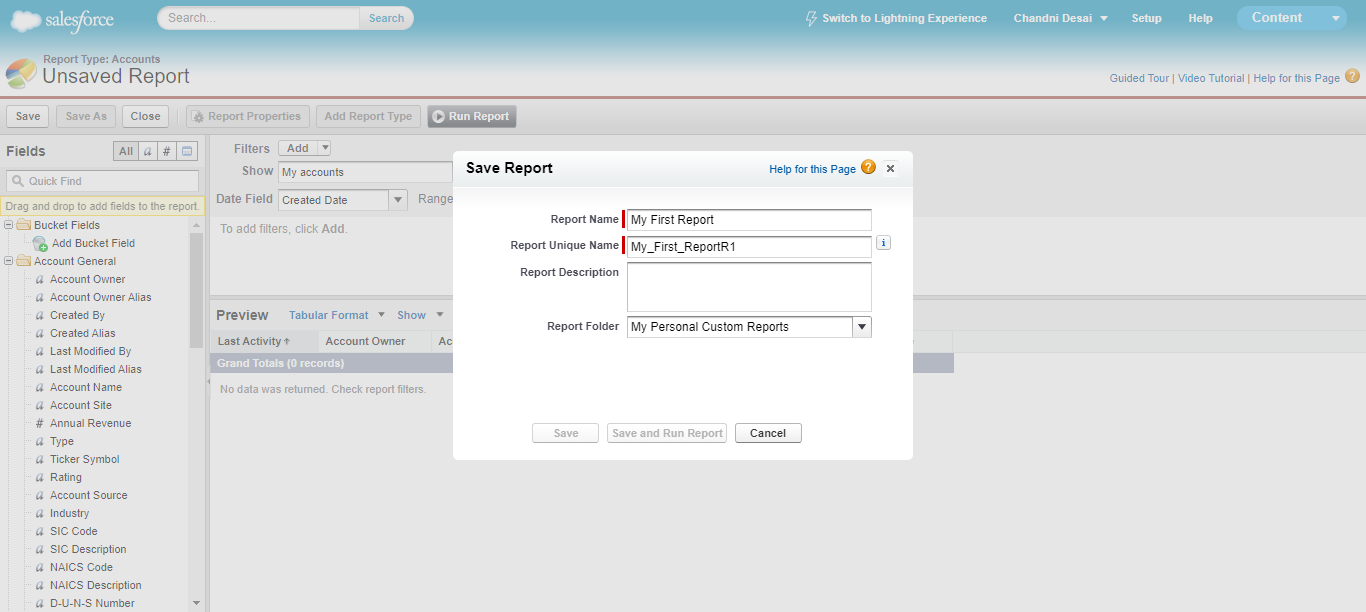 salesforce Search... Search Switch to Lightning Experience Chandni Desai Setup Help Content
Report Type: Accounts
Unsaved Report
Guided Tour | Video Tutorial | Help for this Page ?
Save Save As Close Report Properties Add Report Type Run Report
Fields All a #
Quick Find
Drag and drop to add fields to the report.
Bucket Fields
Add Bucket Field
Account General
a Account Owner
a Account Owner Alias
a Created By
a Created Alias
a Last Modified By
a Last Modified Alias
a Account Name
a Account Site
# Annual Revenue
a Type
a Ticker Symbol
a Rating
a Account Source
a Industry
a SIC Code
a SIC Description
a NAICS Code
a NAICS Description
a D-U-N-S Number
Filters Add
Show My accounts
Date Field Created Date Range
To add filters, click Add.
Preview Tabular Format Show
Last Activity Account Owner
Grand Totals (0 records)
No data was returned. Check report filters.
Save Report Help for this Page ?
Report Name My First Report
Report Unique Name My_First_ReportR1 i
Report Description
Report Folder My Personal Custom Reports
Save Save and Run Report Cancel